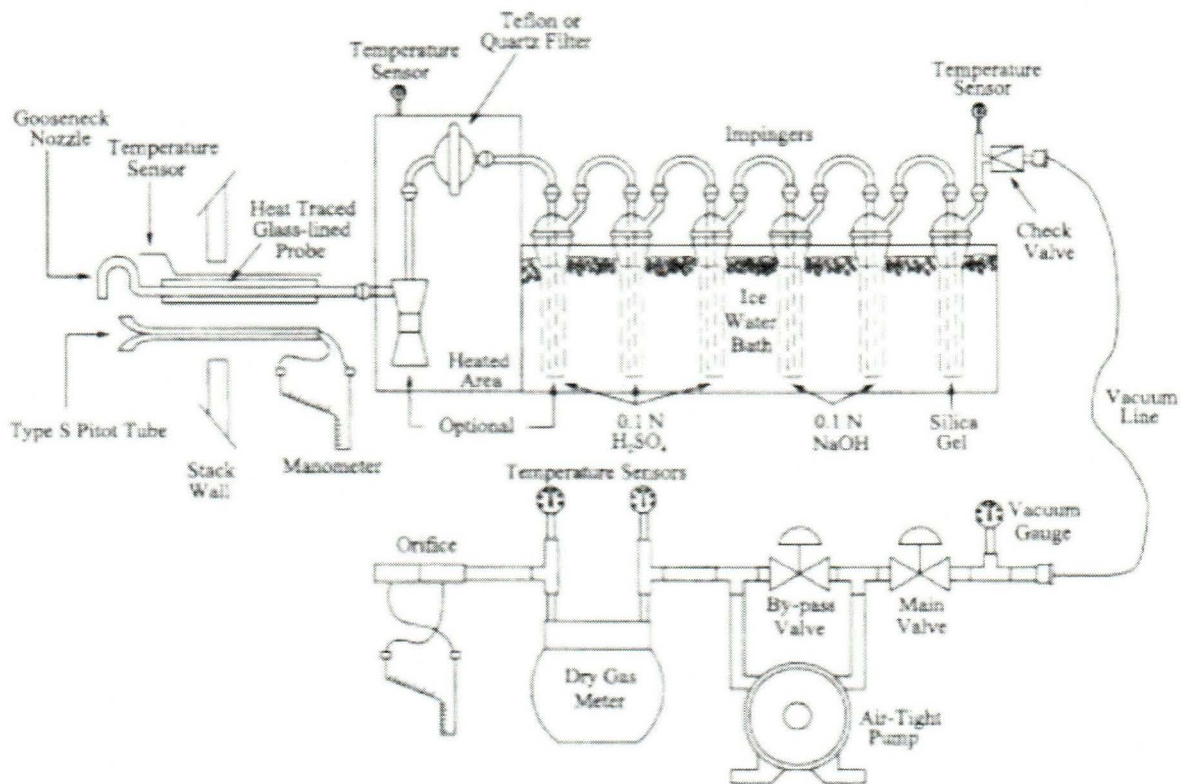 Teflon or
Quartz Filter
Temperature
Sensor
Temperature
Sensor
Gooseneck
Nozzle
Temperature
Sensor
Impingers
Heat Traced
Glass-lined
Probe
Check
Valve
Ice
Water
Bath
Heated
Area
Type S Pitot Tube
Optional
0.1 N
H₂SO₄
0.1 N
NaOH
Silica
Gel
Vacuum
Line
Stack
Wall
Manometer
Temperature Sensors
Vacuum
Gauge
Orifice
By-pass
Valve
Main
Valve
Dry Gas
Meter
Air-Tight
Pump